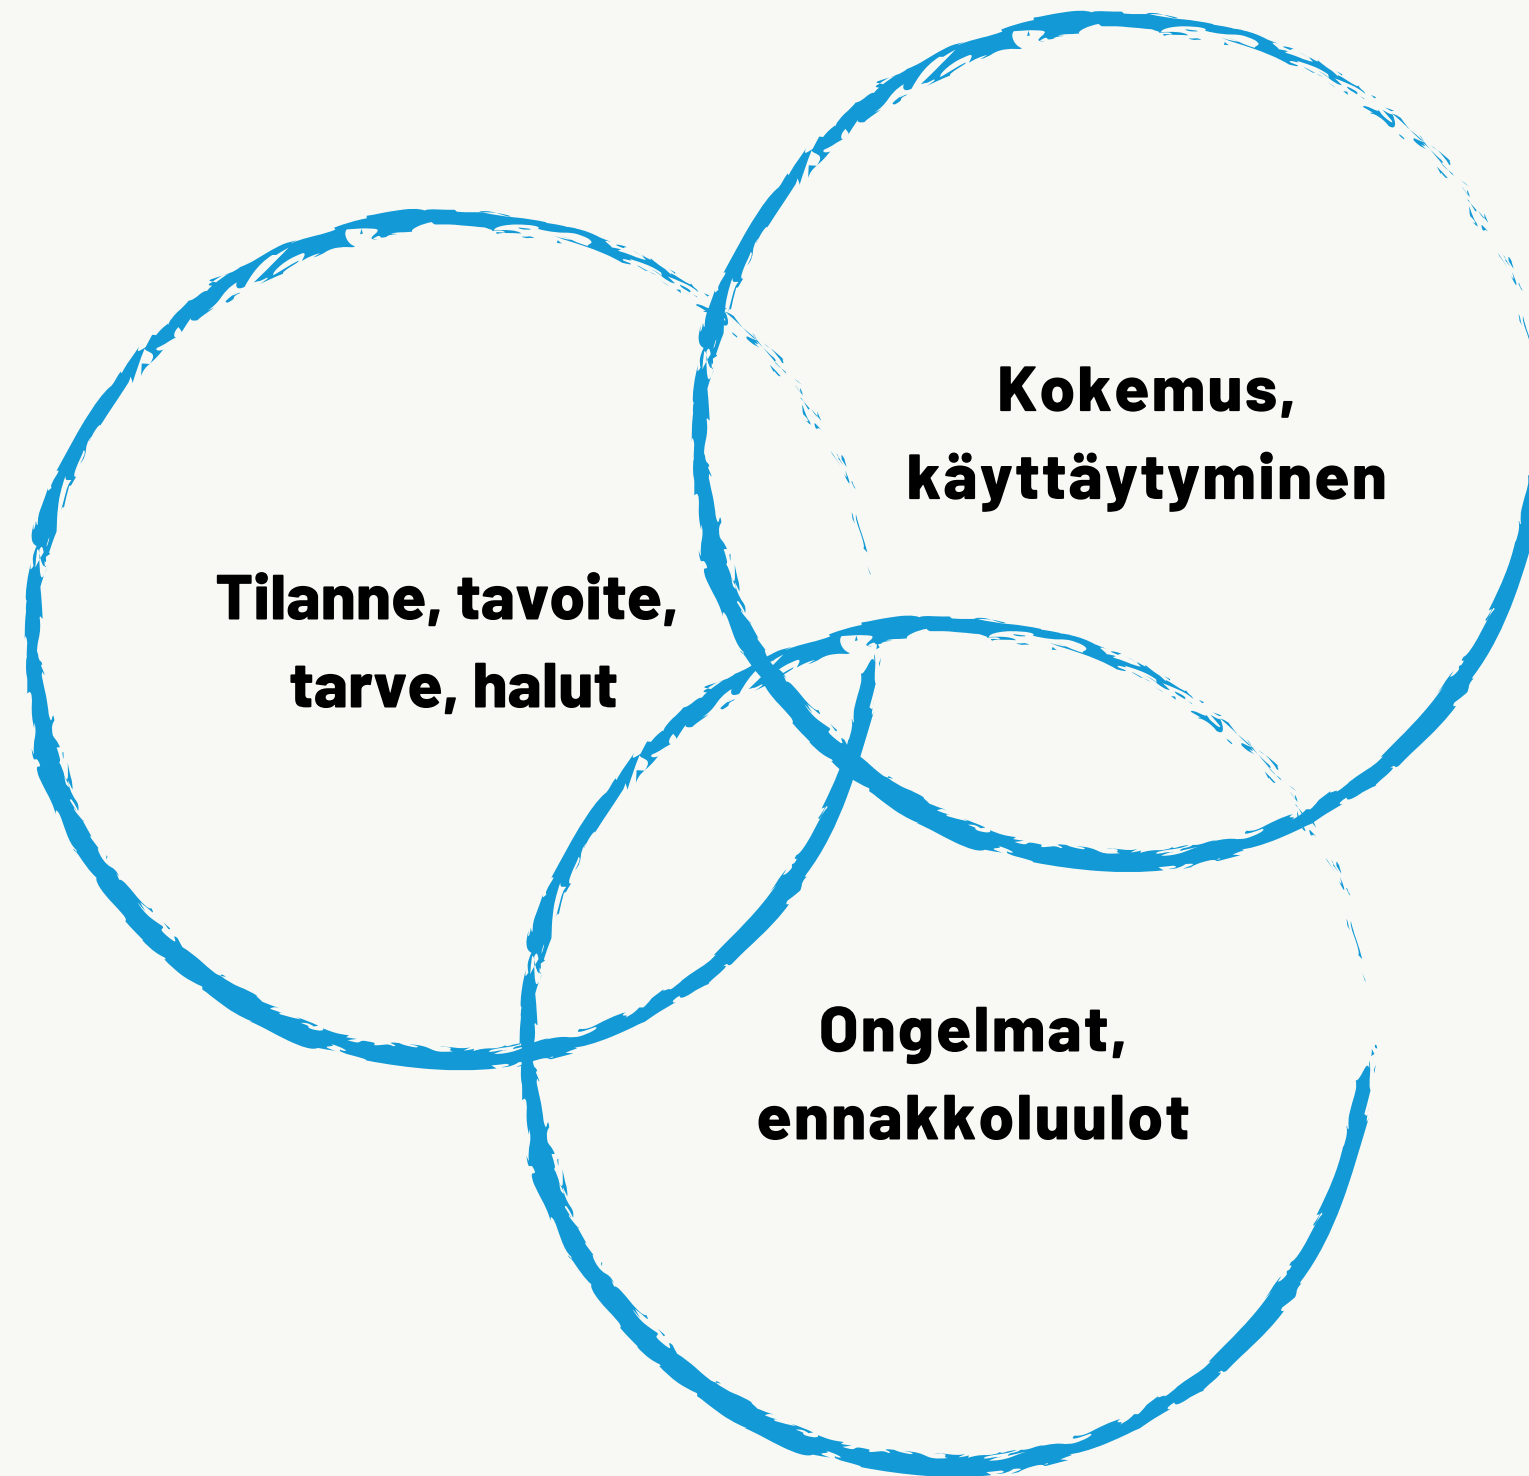 Kokemus,
käyttäytyminen
Tilanne, tavoite,
tarve, halut
Ongelmat,
ennakkoluulot